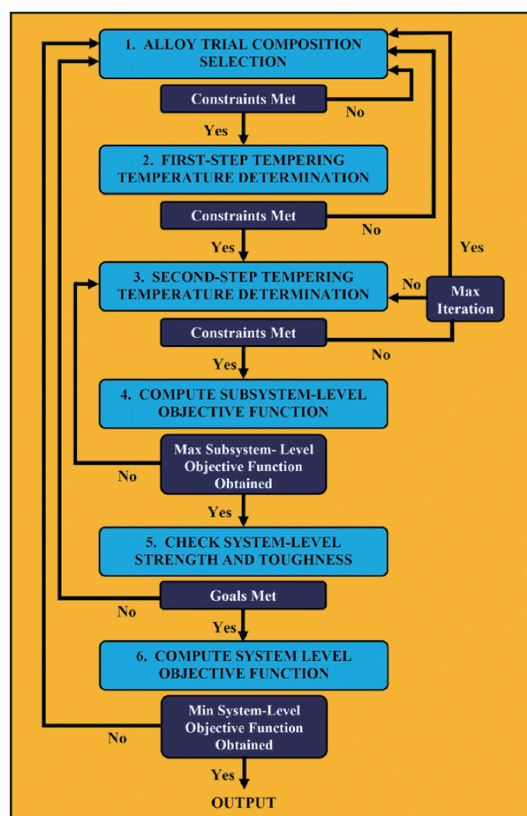 1. ALLOY TRIAL COMPOSITION
SELECTION
Constraints Met
No
Yes
2. FIRST-STEP TEMPERING
TEMPERATURE DETERMINATION
Constraints Met
No
Yes
Yes
3. SECOND-STEP TEMPERING
TEMPERATURE DETERMINATION
No
Max
Iteration
Constraints Met
No
Yes
4. COMPUTE SUBSYSTEM-LEVEL
OBJECTIVE FUNCTION
Max Subsystem- Level
Objective Function
Obtained
No
Yes
5. CHECK SYSTEM-LEVEL
STRENGTH AND TOUGHNESS
Goals Met
No
Yes
6. COMPUTE SYSTEM LEVEL
OBJECTIVE FUNCTION
Min System-Level
Objective Function
Obtained
No
Yes
OUTPUT